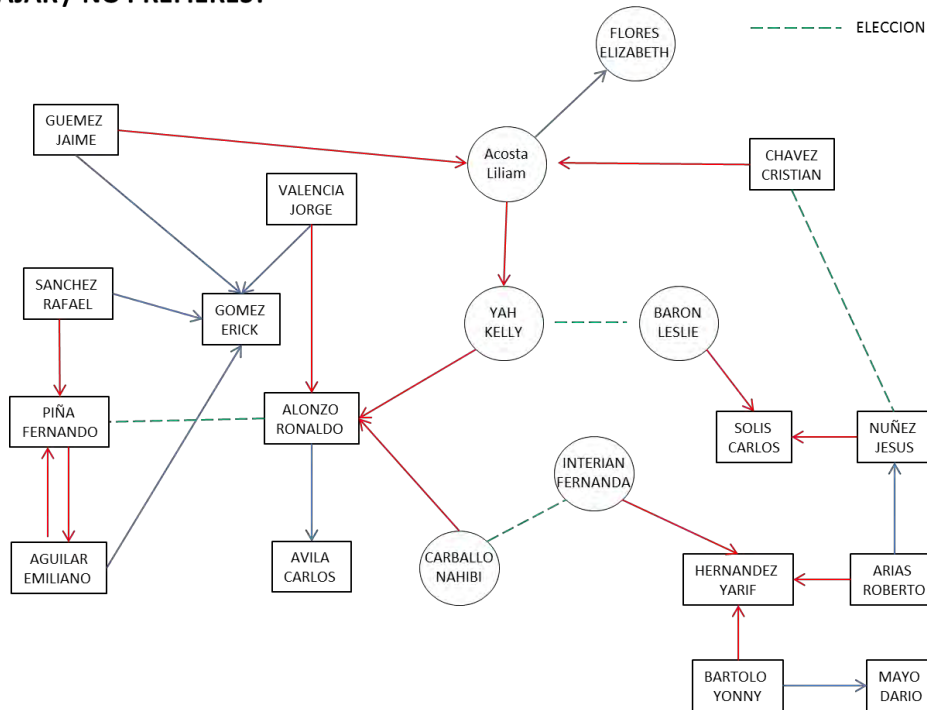 FLORES
ELIZABETH
ELECCION
GUEMEZ
JAIME
Acosta
Liliam
CHAVEZ
CRISTIAN
VALENCIA
JORGE
SANCHEZ
RAFAEL
GOMEZ
ERICK
YAH
KELLY
BARON
LESLIE
PIÑA
FERNANDO
ALONZO
RONALDO
SOLIS
CARLOS
NUÑEZ
JESUS
INTERIAN
FERNANDA
AGUILAR
EMILIANO
AVILA
CARLOS
CARBALLO
NAHIBI
HERNANDEZ
YARIF
ARIAS
ROBERTO
BARTOLO
YONNY
MAYO
DARIO